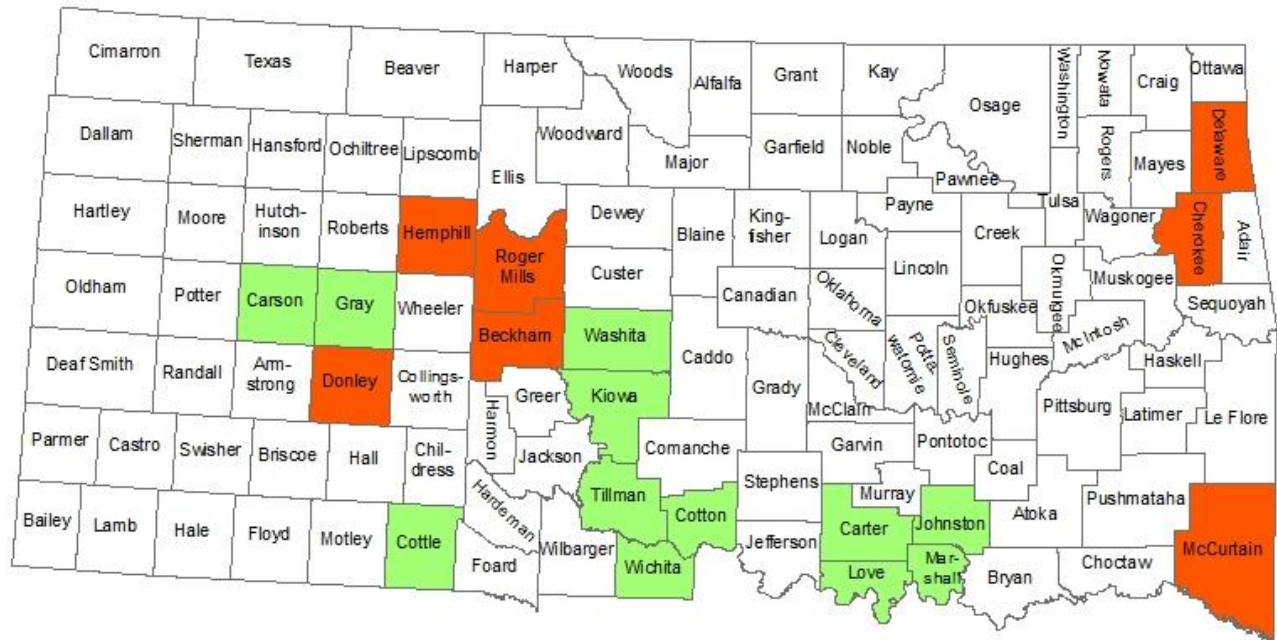 Cimarron
Texas
Beaver
Harper
Woods
Alfalfa
Grant
Kay
Osage
Washington
Nowata
Craig
Ottawa
Dallam
Sherman
Hansford
Ochiltree
Lipscomb
Ellis
Woodward
Major
Garfield
Noble
Pawnee
Rogers
Mayes
Delaware
Hartley
Moore
Hutch-
inson
Roberts
Hemphill
Roger
Mills
Dewey
Blaine
King-
fisher
Logan
Payne
Creek
Tulsa
Wagoner
Cherokee
Adair
Oldham
Potter
Carson
Gray
Wheeler
Beckham
Custer
Washita
Canadian
Oklahoma
Lincoln
Okfuskee
Okmulgee
Muskogee
McIntosh
Sequoyah
Deaf Smith
Randall
Arm-
strong
Donley
Collings-
worth
Greer
Kiowa
Caddo
Grady
Cleveland
McClain
Potta
watomie
Seminole
Hughes
Pittsburg
Haskell
Latimer
Le Flore
Parmer
Castro
Swisher
Briscoe
Hall
Chil-
dress
Harmon
Jackson
Comanche
Stephens
Garvin
Murray
Pontotoc
Coal
Pushmataha
Bailey
Lamb
Hale
Floyd
Motley
Cottle
Hardeman
Foard
Wilbarger
Tillman
Cotton
Wichita
Jefferson
Carter
Love
Johnston
Mar-
shall
Atoka
Bryan
Choctaw
McCurtain